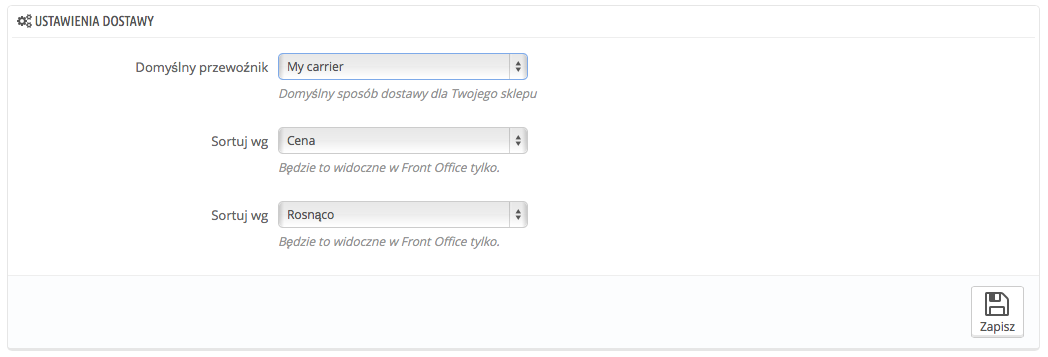 USTAWIENIA DOSTAWY
Domyślny przewoźnik My carrier
Domyślny sposób dostawy dla Twojego sklepu
Sortuj wg Cena
Będzie to widoczne w Front Office tylko.
Sortuj wg Rosnąco
Będzie to widoczne w Front Office tylko.
Zapisz